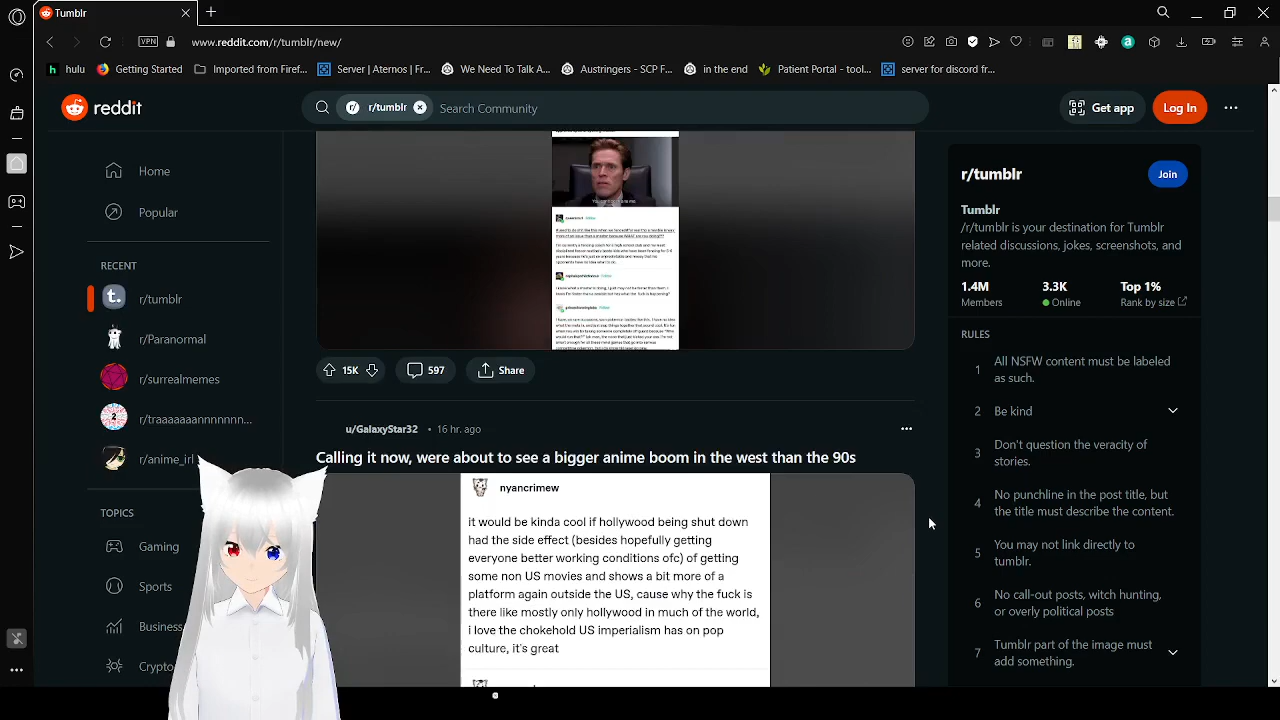 Tumblr
VPN
www.reddit.com/r/tumblr/new/
hulu
Getting Started
Imported from Firef...
Server | Aternos | Fr...
We Need To Talk A...
Austringers - SCP F...
in the end
Patient Portal - tool...
server for discord fr...
reddit
r/tumblr
Search Community
Get app
Log In
Home
Popular
RECENT
r/tumblr
r/Paranormal
r/surrealmemes
r/traaaaaannnnnnn...
r/anime_irl
TOPICS
Gaming
Sports
Business
Crypto
15K
597
Share
u/GalaxyStar32
16 hr. ago
Calling it now, were about to see a bigger anime boom in the west than the 90s
nyancrimew
it would be kinda cool if hollywood being shut down
had the side effect (besides hopefully getting
everyone better working conditions ofc) of getting
some non US movies and shows a bit more of a
platform again outside the US, cause why the fuck is
there like mostly only hollywood in much of the world,
i love the chokehold US imperialism has on pop
culture, it's great
r/tumblr
Join
Tumblr
/r/tumblr is your destination for Tumblr
related discussions, jokes, screenshots, and
more.
1.4M
3.3K
Top 1%
Members
Online
Rank by size
RULES
1
All NSFW content must be labeled
as such.
2
Be kind
3
Don't question the veracity of
stories.
4
No punchline in the post title, but
the title must describe the content.
5
You may not link directly to
tumblr.
6
No call-out posts, witch hunting,
or overly political posts
7
Tumblr part of the image must
add something.